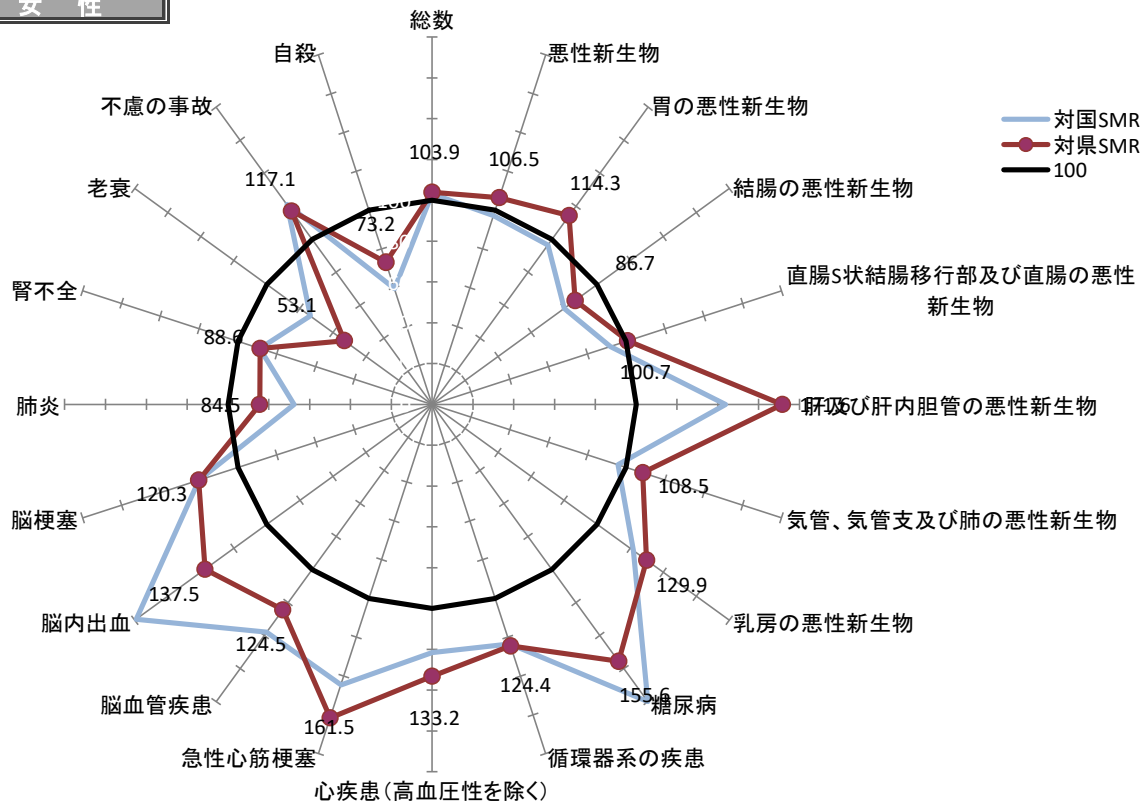 女 性
総数
悪性新生物
胃の悪性新生物
結腸の悪性新生物
直腸S状結腸移行部及び直腸の悪性
新生物
肝及び肝内胆管の悪性新生物
気管、気管支及び肺の悪性新生物
乳房の悪性新生物
糖尿病
循環器系の疾患
心疾患（高血圧性を除く）
急性心筋梗塞
脳血管疾患
脳内出血
脳梗塞
肺炎
腎不全
老衰
不慮の事故
自殺
対国SMR
対県SMR
100
103.9
106.5
114.3
86.7
100.7
171.6
108.5
129.9
155.6
124.4
133.2
161.5
124.5
137.5
120.3
84.5
88.6
53.1
117.1
73.2
100
80